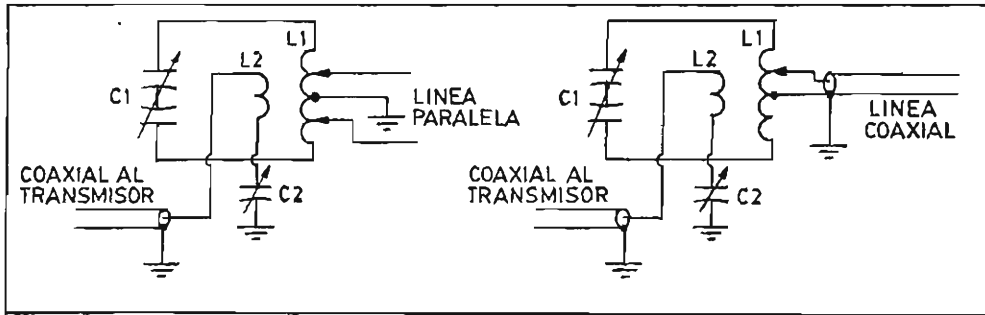 L1
L2
C1
LINEA
PARALELA
COAXIAL AL
TRANSMISOR
C2
L1
L2
C1
LINEA
COAXIAL
COAXIAL AL
TRANSMISOR
C2